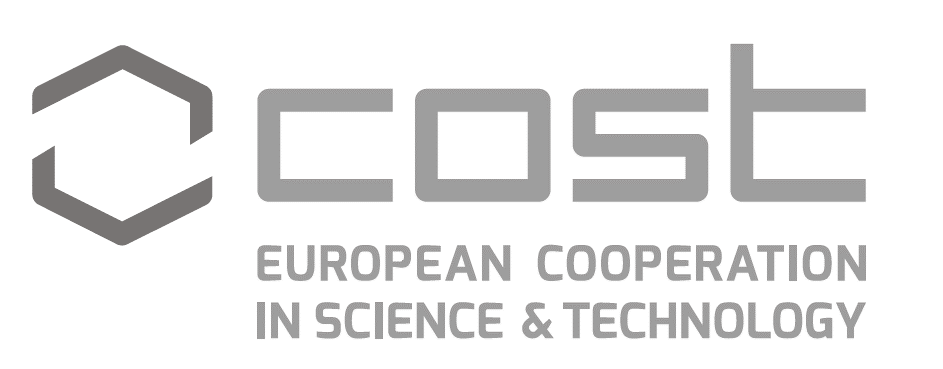 cost
EUROPEAN COOPERATION
IN SCIENCE & TECHNOLOGY